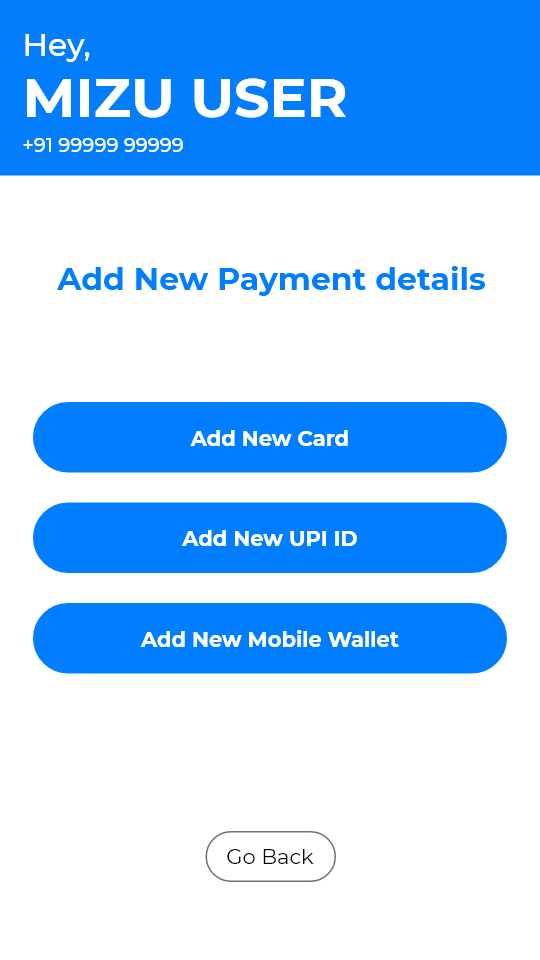 Hey,
MIZU USER
+91 99999 99999
Add New Payment details
Add New Card
Add New UPI ID
Add New Mobile Wallet
Go Back